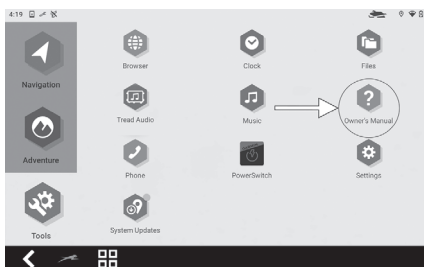 4:19
Navigation
Adventure
Tools
Browser
Clock
Files
Tread Audio
Music
Owner's Manual
Phone
PowerSwitch
Settings
System Updates